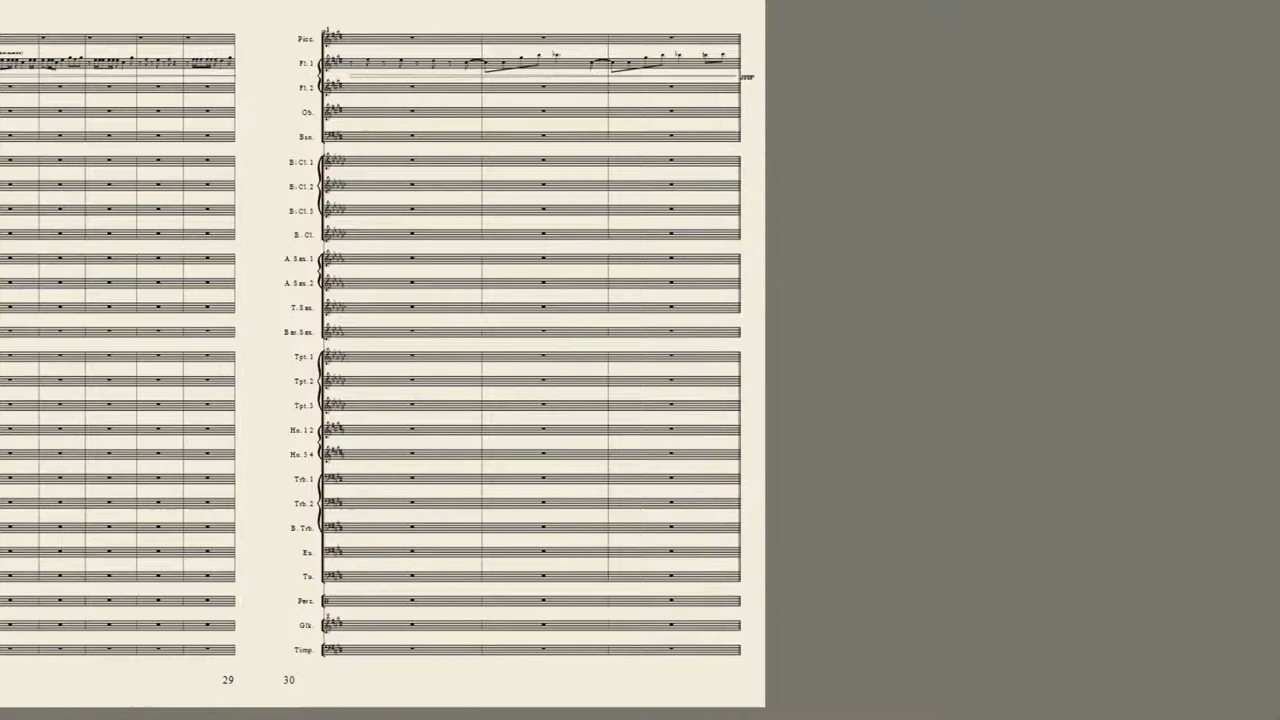 Picc.
Fl. 1
Fl. 2
Ob.
Bsn.
B♭ Cl. 1
B♭ Cl. 2
B♭ Cl. 3
B. Cl.
A. Sax. 1
A. Sax. 2
T. Sax.
Bar. Sax.
Tpt. 1
Tpt. 2
Tpt. 3
Hn. 1 2
Hn. 3 4
Trb. 1
Trb. 2
B. Trb.
Eu.
Tu.
Perc.
Glk.
Timp.
29
30